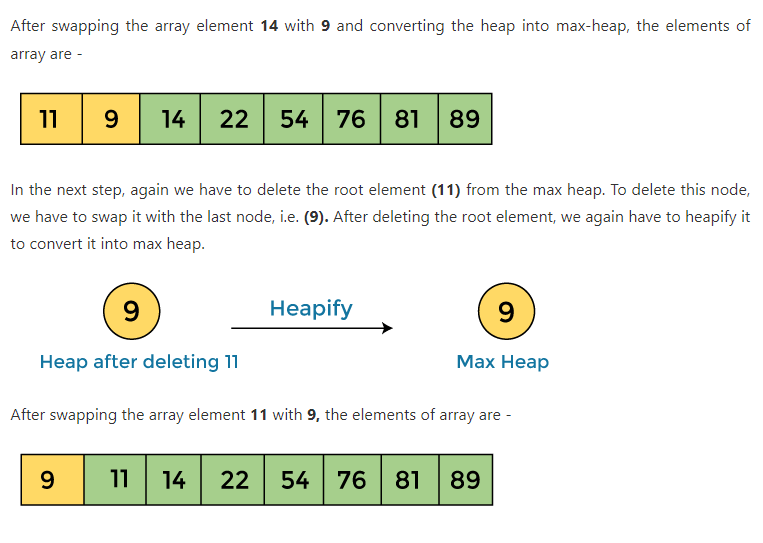 After swapping the array element 14 with 9 and converting the heap into max-heap, the elements of
array are -
11 9 14 22 54 76 81 89
In the next step, again we have to delete the root element (11) from the max heap. To delete this node,
we have to swap it with the last node, i.e. (9). After deleting the root element, we again have to heapify it
to convert it into max heap.
9 Heapify 9
Heap after deleting 11 Max Heap
After swapping the array element 11 with 9, the elements of array are -
9 11 14 22 54 76 81 89